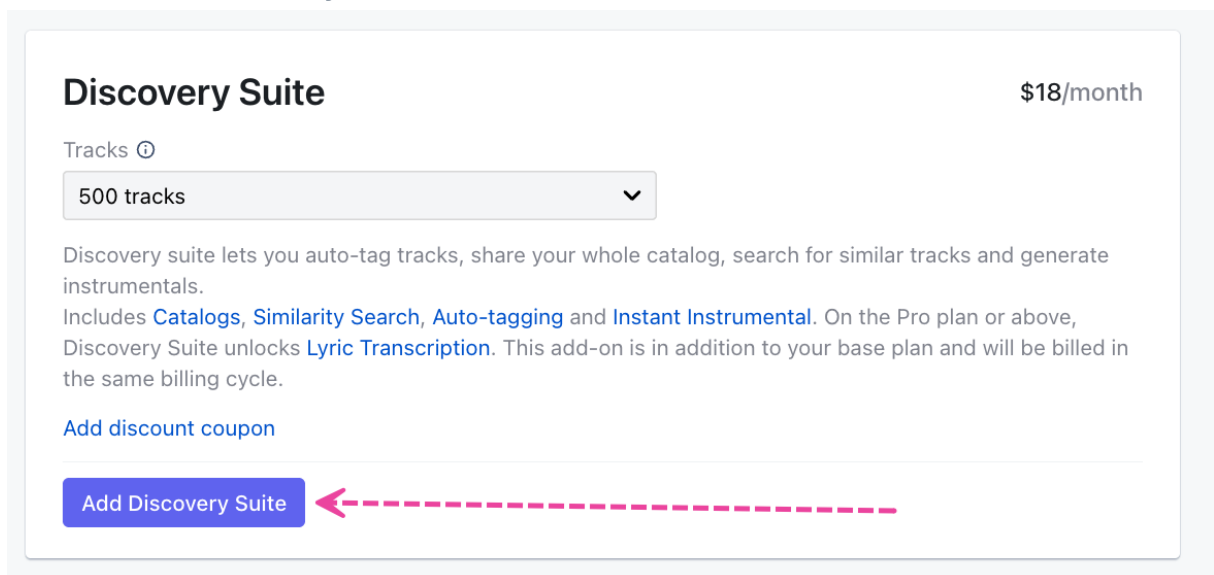 Discovery Suite
$18/month
Tracks
500 tracks
Discovery suite lets you auto-tag tracks, share your whole catalog, search for similar tracks and generate
instrumentals.
Includes Catalogs, Similarity Search, Auto-tagging and Instant Instrumental. On the Pro plan or above,
Discovery Suite unlocks Lyric Transcription. This add-on is in addition to your base plan and will be billed in
the same billing cycle.
Add discount coupon
Add Discovery Suite